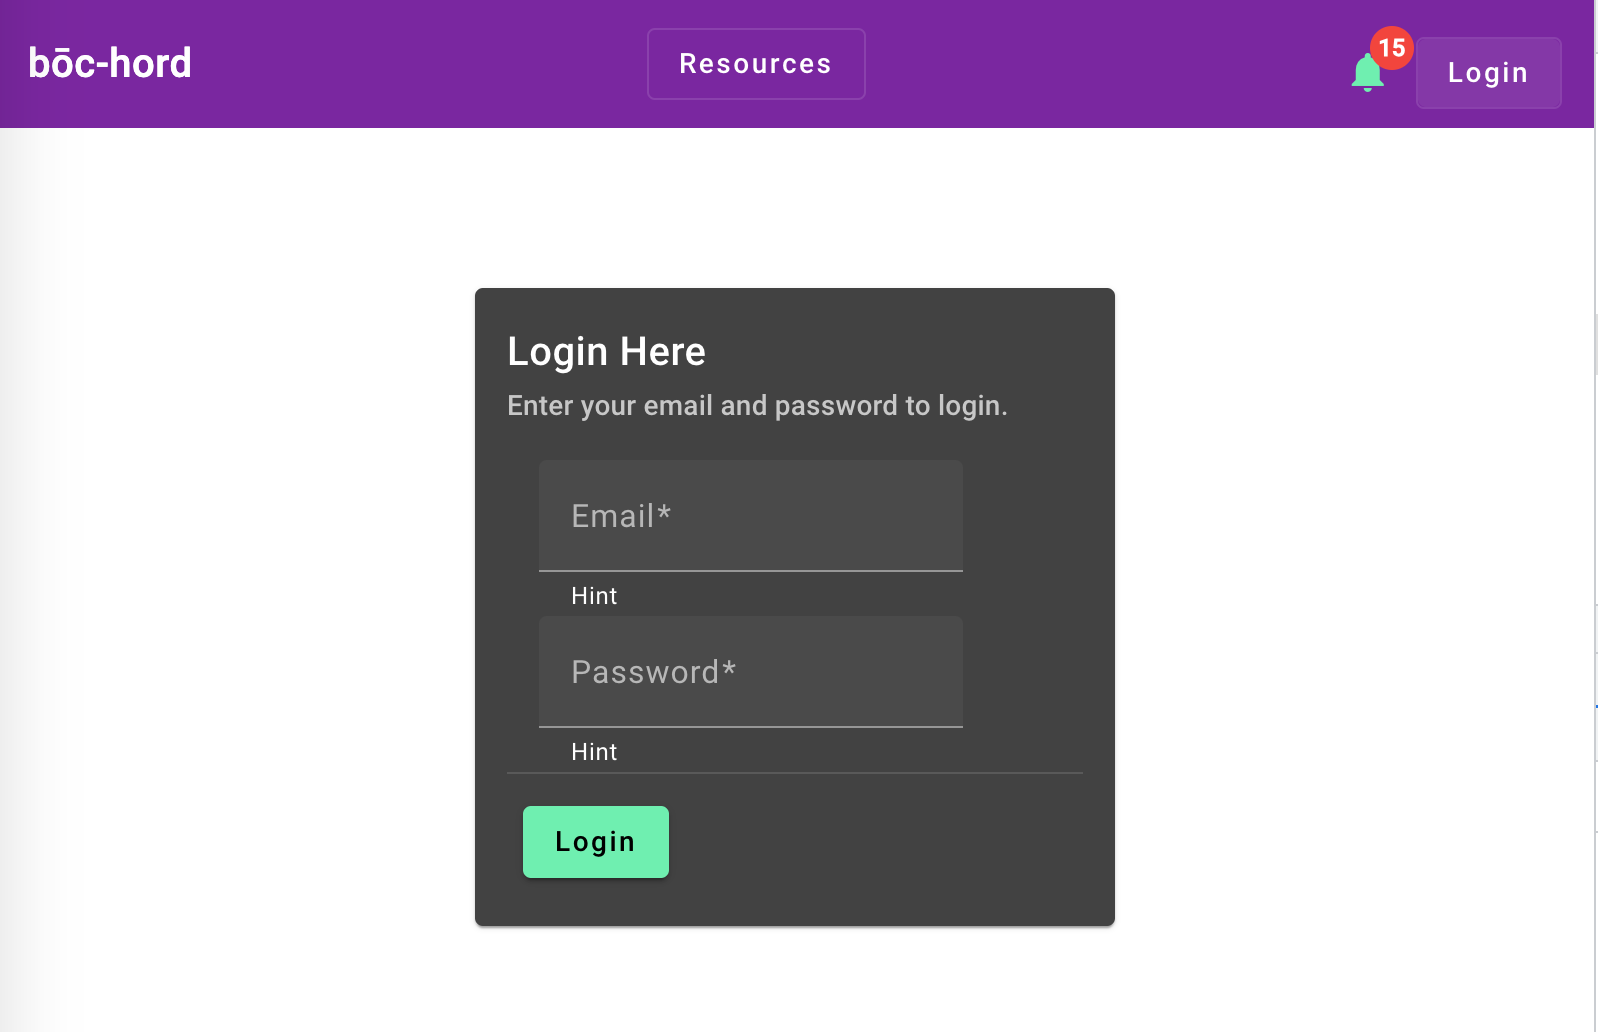 bōc-hord
Resources
15
Login
Login Here
Enter your email and password to login.
Email*
Hint
Password*
Hint
Login